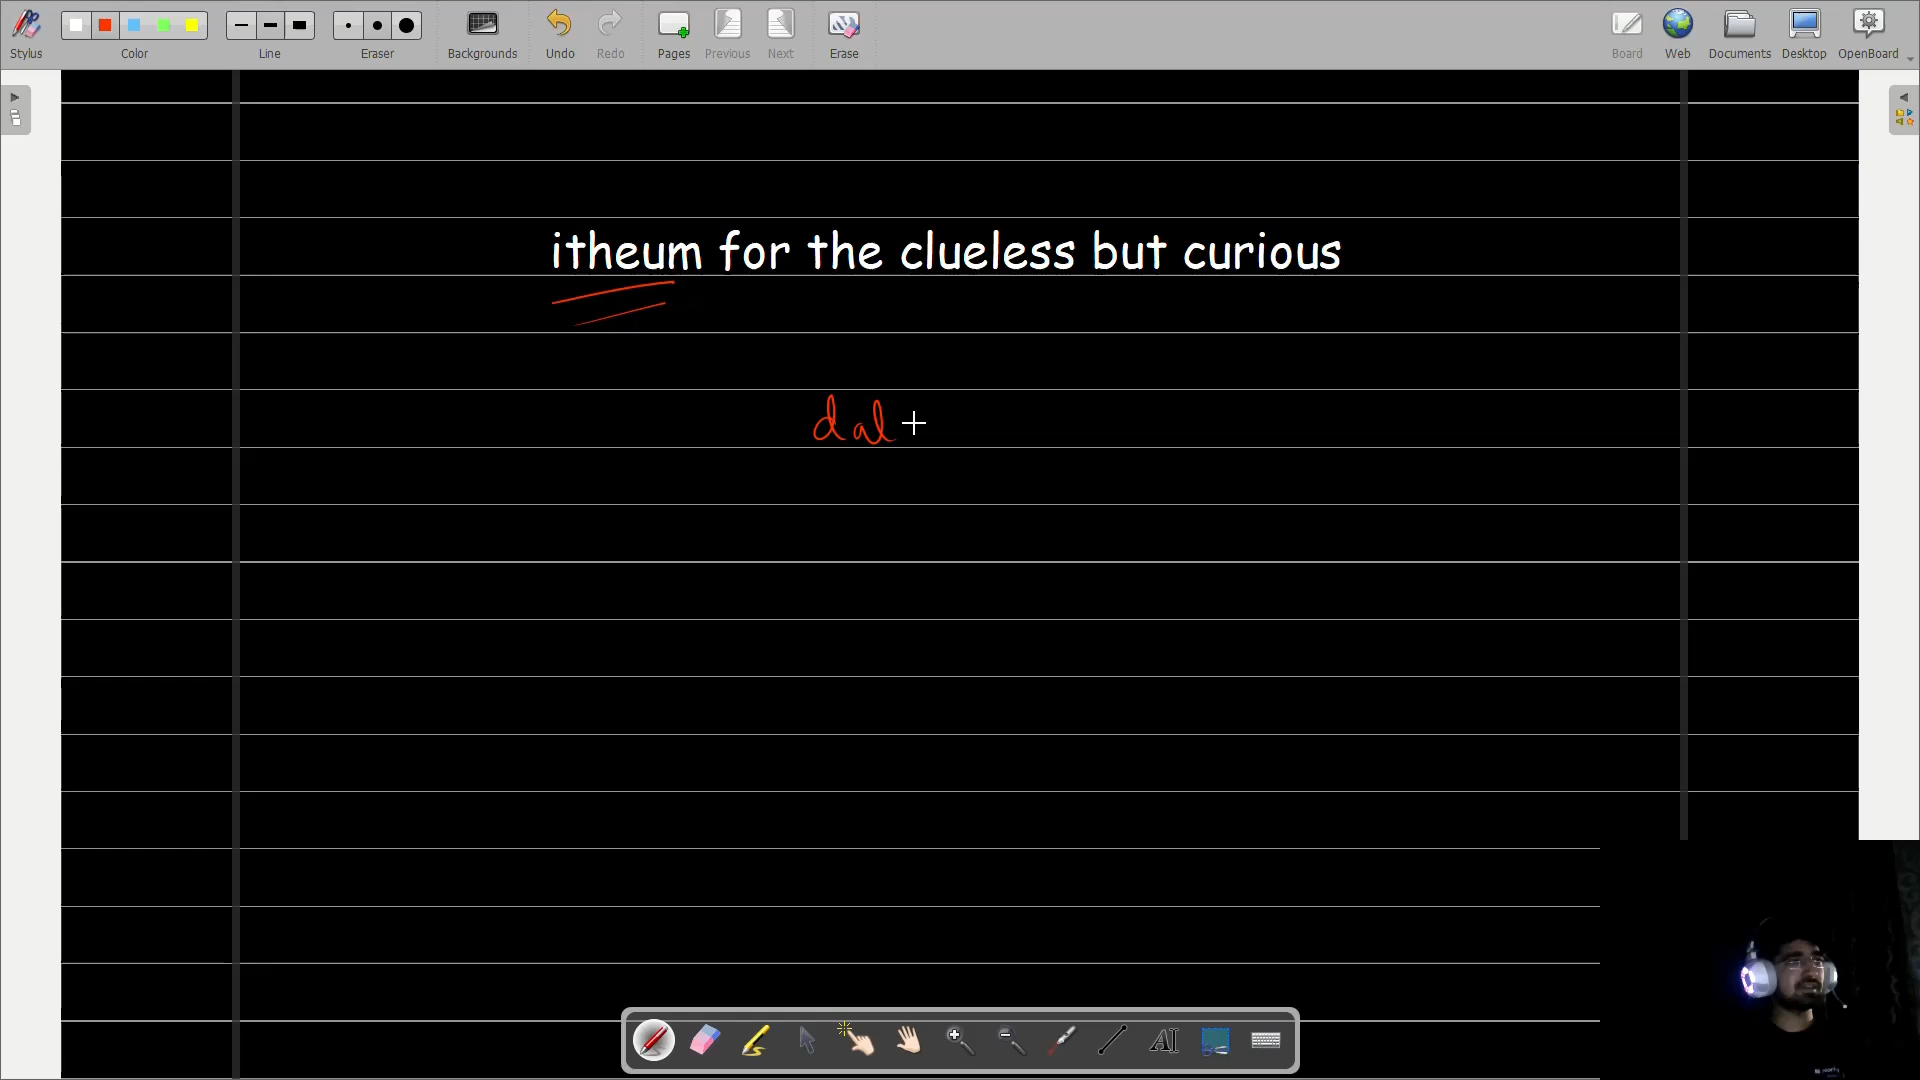 Stylus Color Line Eraser Backgrounds Undo Redo Pages Previous Next Erase Board Web Documents Desktop OpenBoard
itheum for the clueless but curious
dal
AI